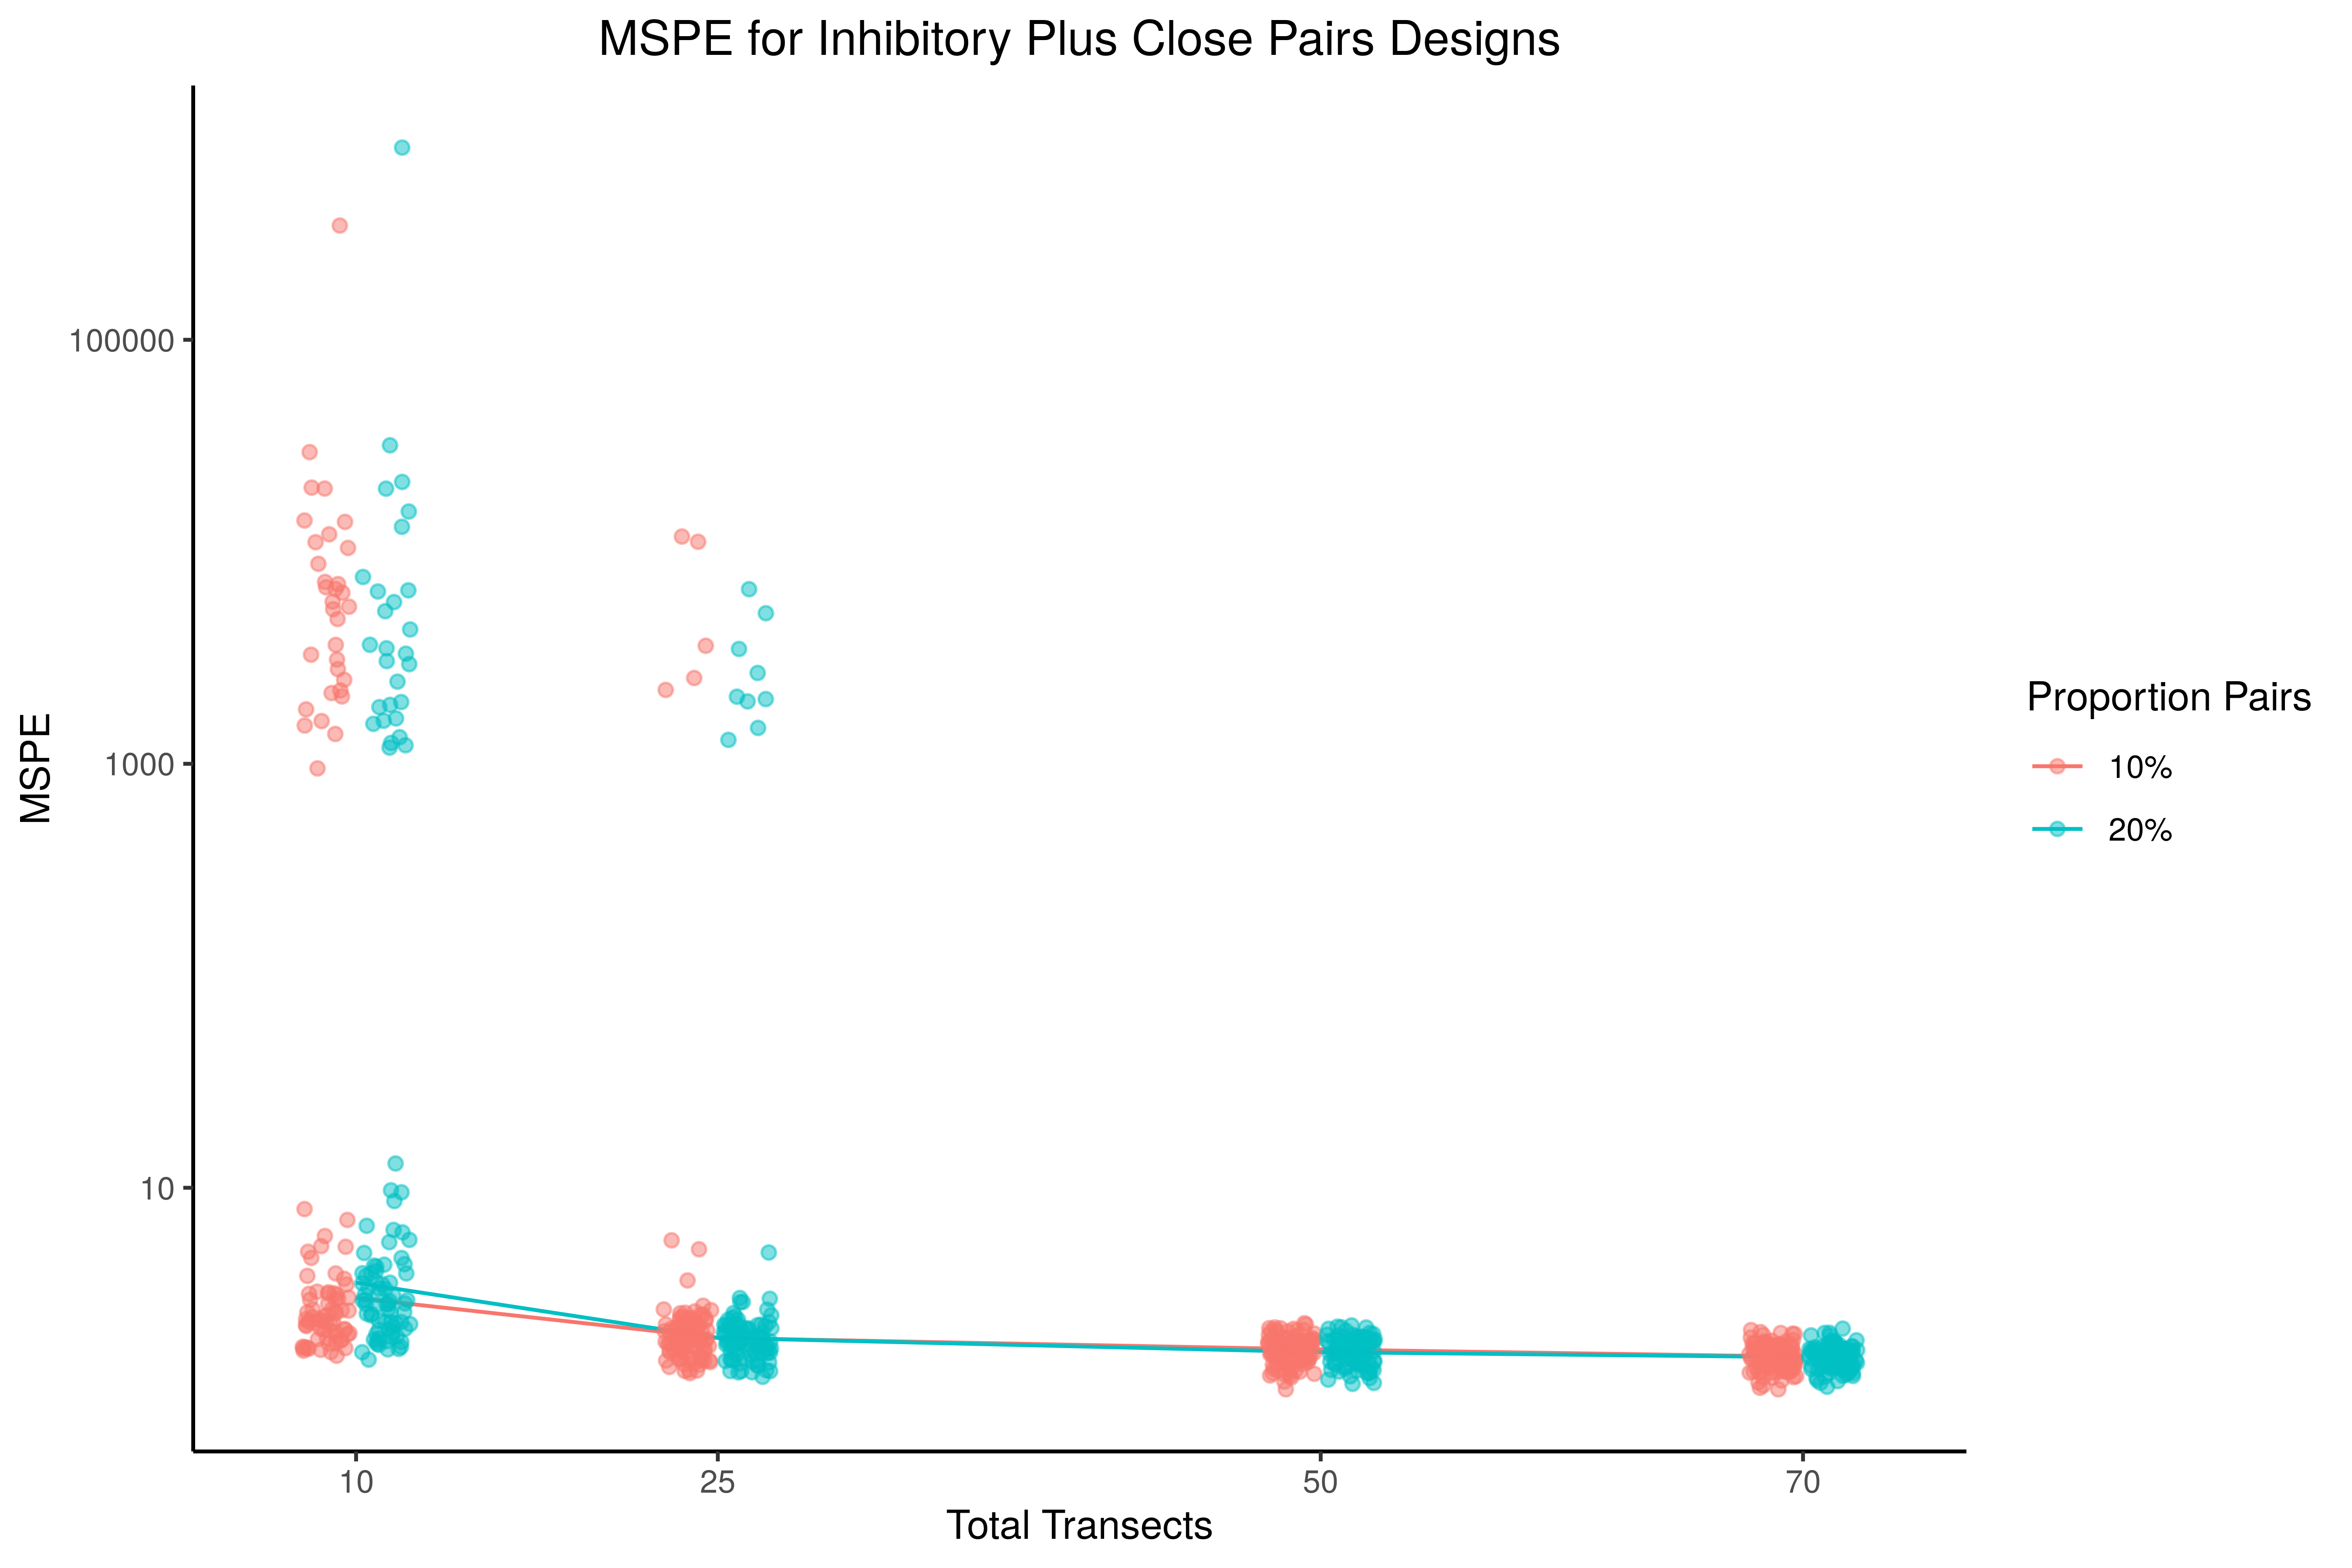 MSPE for Inhibitory Plus Close Pairs Designs
MSPE
100000
1000
10
10
25
50
70
Total Transects
Proportion Pairs
10%
20%